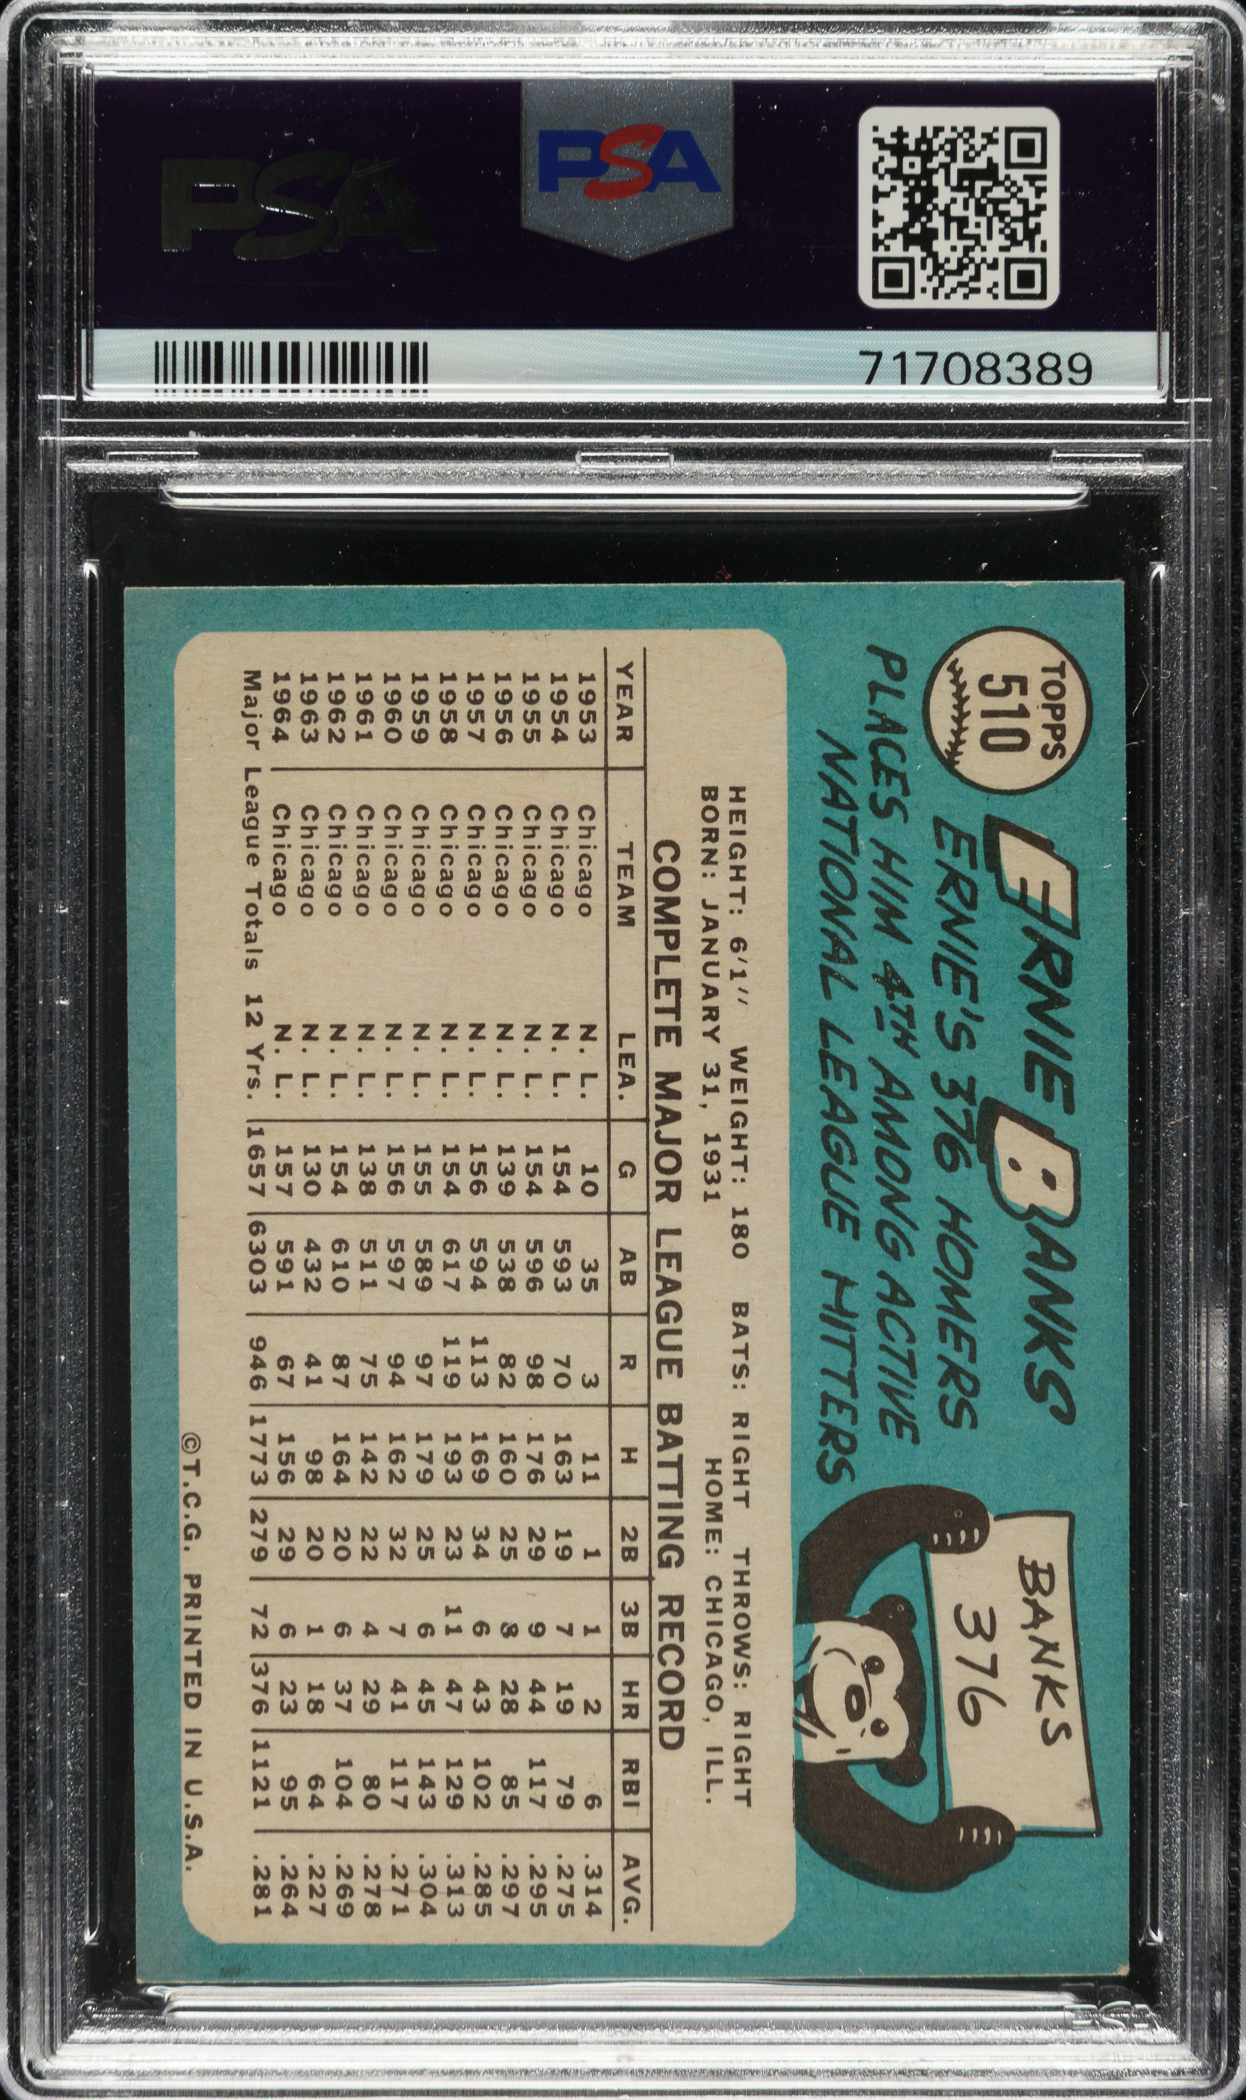 PSA
PSA
71708389
TOPPS
510
ERNIE BANKS
ERNIE'S 376 HOMERS
PLACES HIM 4TH AMONG ACTIVE
NATIONAL LEAGUE HITTERS
BANKS
376
HEIGHT: 6'1" WEIGHT: 180 BATS: RIGHT THROWS: RIGHT
BORN: JANUARY 31, 1931 HOME: CHICAGO, ILL.
COMPLETE MAJOR LEAGUE BATTING RECORD
YEAR TEAM LEA. G AB R H 2B 3B HR RBI AVG.
1953 Chicago N. L. 10 35 3 11 1 1 2 6 .314
1954 Chicago N. L. 154 593 70 163 19 7 19 79 .275
1955 Chicago N. L. 154 596 98 176 29 9 44 117 .295
1956 Chicago N. L. 139 538 82 160 25 8 28 85 .297
1957 Chicago N. L. 156 594 113 169 34 6 43 102 .285
1958 Chicago N. L. 154 617 119 193 23 11 47 129 .313
1959 Chicago N. L. 155 589 97 179 25 6 45 143 .304
1960 Chicago N. L. 156 597 94 162 32 7 41 117 .271
1961 Chicago N. L. 138 511 75 142 22 4 29 80 .278
1962 Chicago N. L. 154 610 87 164 20 6 37 104 .269
1963 Chicago N. L. 130 432 41 98 20 1 18 64 .227
1964 Chicago N. L. 157 591 67 156 29 6 23 95 .264
Major League Totals 12 Yrs. 1657 6303 946 1773 279 72 376 1121 .281
©T.C.G. PRINTED IN U.S.A.
PSA